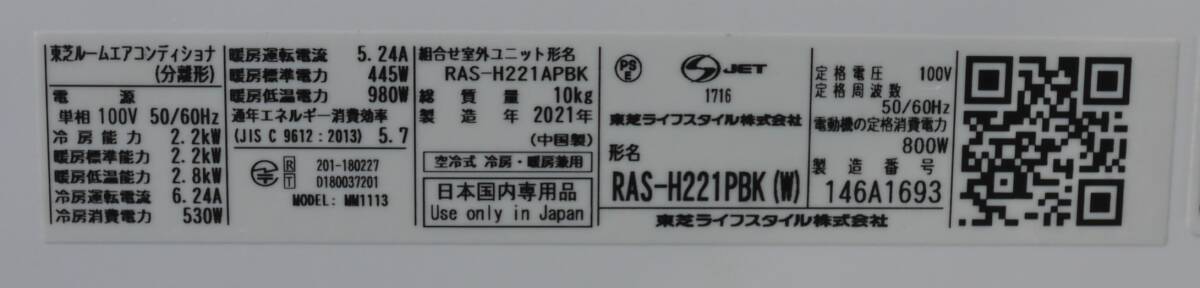 東芝ルームエアコンディショナ
(分離形)
電源
単相 100V 50/60Hz
冷房能力 2.2kW
暖房標準能力 2.2kW
暖房低温能力 2.8kW
冷房運転電流 6.24A
冷房消費電力 530W
暖房運転電流 5.24A
暖房標準電力 445W
暖房低温電力 980W
通年エネルギー消費効率
(JIS C 9612:2013) 5.7
R 201-180227
T D180037201
MODEL: MM1113
組合せ室外ユニット形名
RAS-H221APBK
総質量 10kg
製造年 2021年
(中国製)
空冷式 冷房・暖房兼用
日本国内専用品
Use only in Japan
PS
E
JET
1716
東芝ライフスタイル株式会社
形名
RAS-H221PBK(W)
東芝ライフスタイル株式会社
定格電圧 100V
定格周波数
50/60Hz
電動機の定格消費電力
800W
製造番号
146A1693